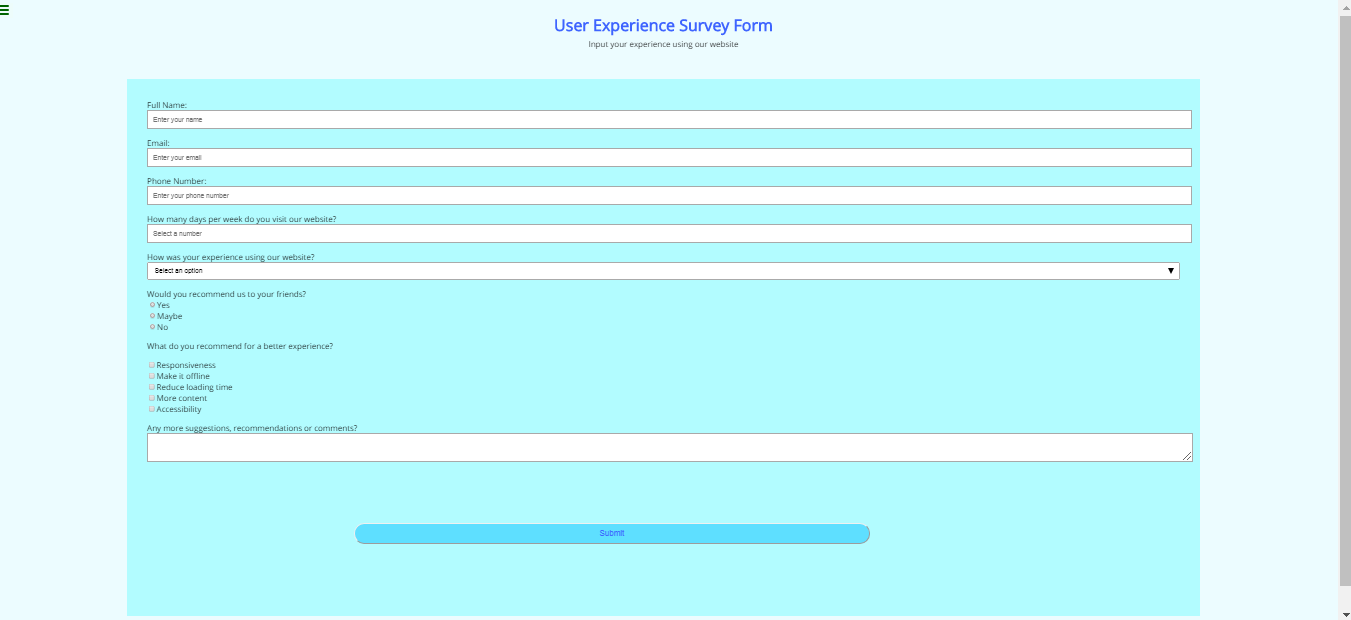 User Experience Survey Form
Input your experience using our website
Full Name:
Enter your name
Email:
Enter your email
Phone Number:
Enter your phone number
How many days per week do you visit our website?
Select a number
How was your experience using our website?
Select an option
Would you recommend us to your friends?
Yes
Maybe
No
What do you recommend for a better experience?
Responsiveness
Make it offline
Reduce loading time
More content
Accessibility
Any more suggestions, recommendations or comments?
Submit